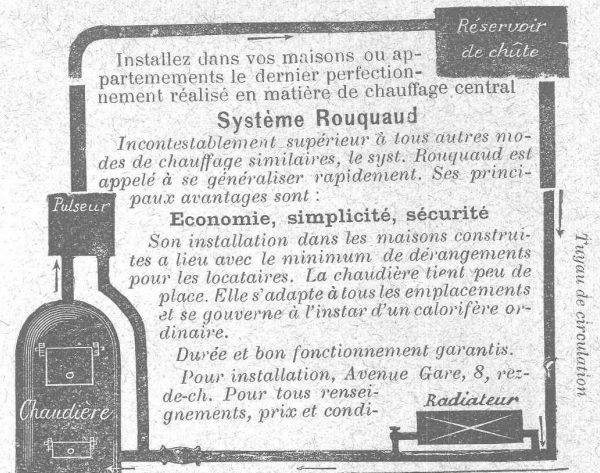 Réservoir
de chûte
Installez dans vos maisons ou ap-
partemements le dernier perfection-
nement réalisé en matière de chauffage central
Système Rouquaud
Incontestablement supérieur à tous autres mo-
des de chauffage similaires, le syst. Rouquaud est
appelé à se généraliser rapidement. Ses princi-
paux avantages sont :
Economie, simplicité, sécurité
Son installation dans les maisons construi-
tes a lieu avec le minimum de dérangements
pour les locataires. La chaudière tient peu de
place. Elle s'adapte à tous les emplacements
et se gouverne à l'instar d'un calorifère or-
dinaire.
Durée et bon fonctionnement garantis.
Pour installation, Avenue Gare, 8, rez-
de-ch. Pour tous rensei-
gnements, prix et condi-
Pulseur
Chaudière
Radiateur
Tuyau de circulation